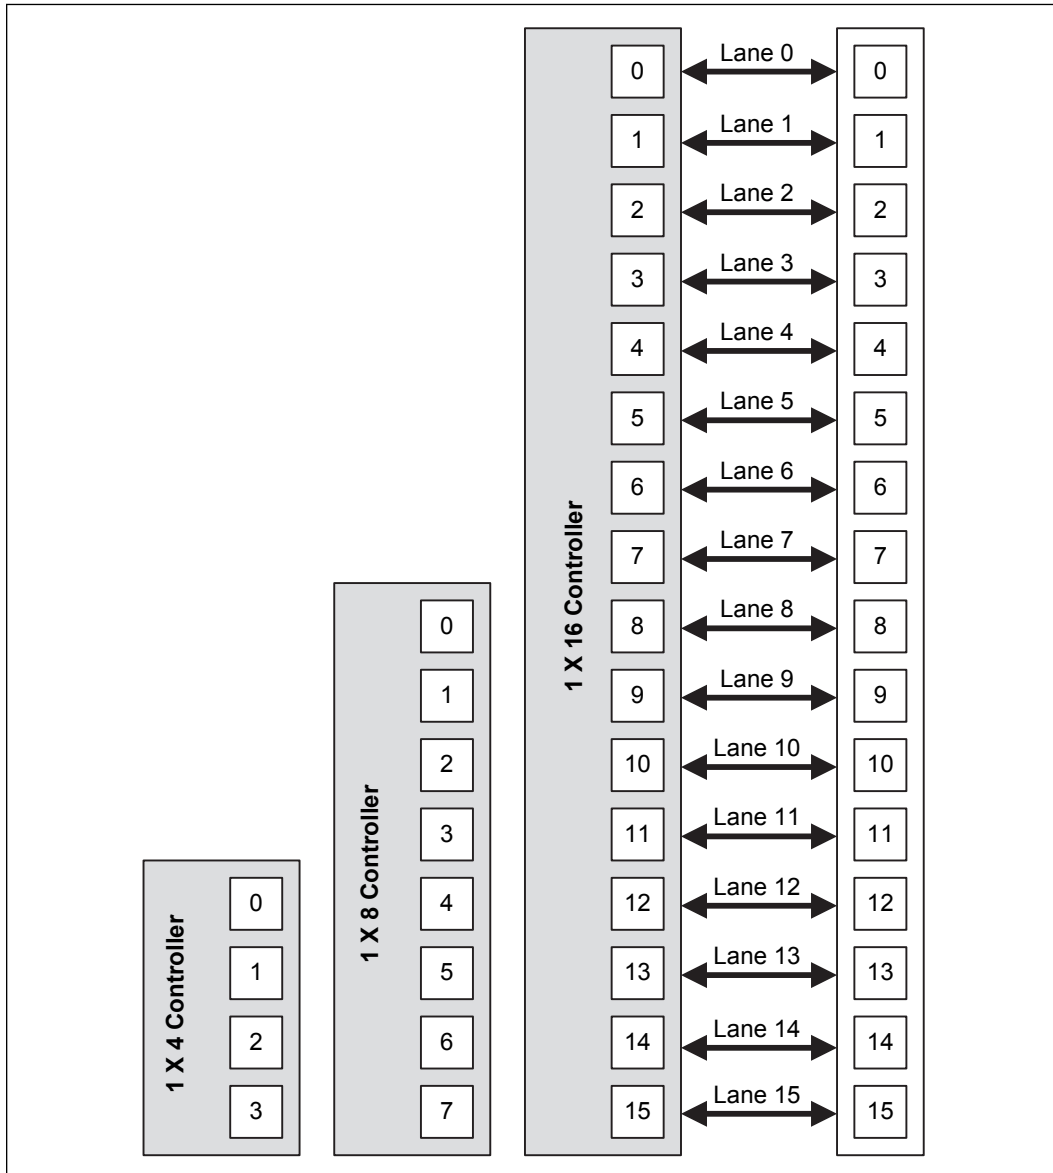 1 X 4 Controller
0
1
2
3
1 X 8 Controller
0
1
2
3
4
5
6
7
1 X 16 Controller
0 Lane 0 0
1 Lane 1 1
2 Lane 2 2
3 Lane 3 3
4 Lane 4 4
5 Lane 5 5
6 Lane 6 6
7 Lane 7 7
8 Lane 8 8
9 Lane 9 9
10 Lane 10 10
11 Lane 11 11
12 Lane 12 12
13 Lane 13 13
14 Lane 14 14
15 Lane 15 15